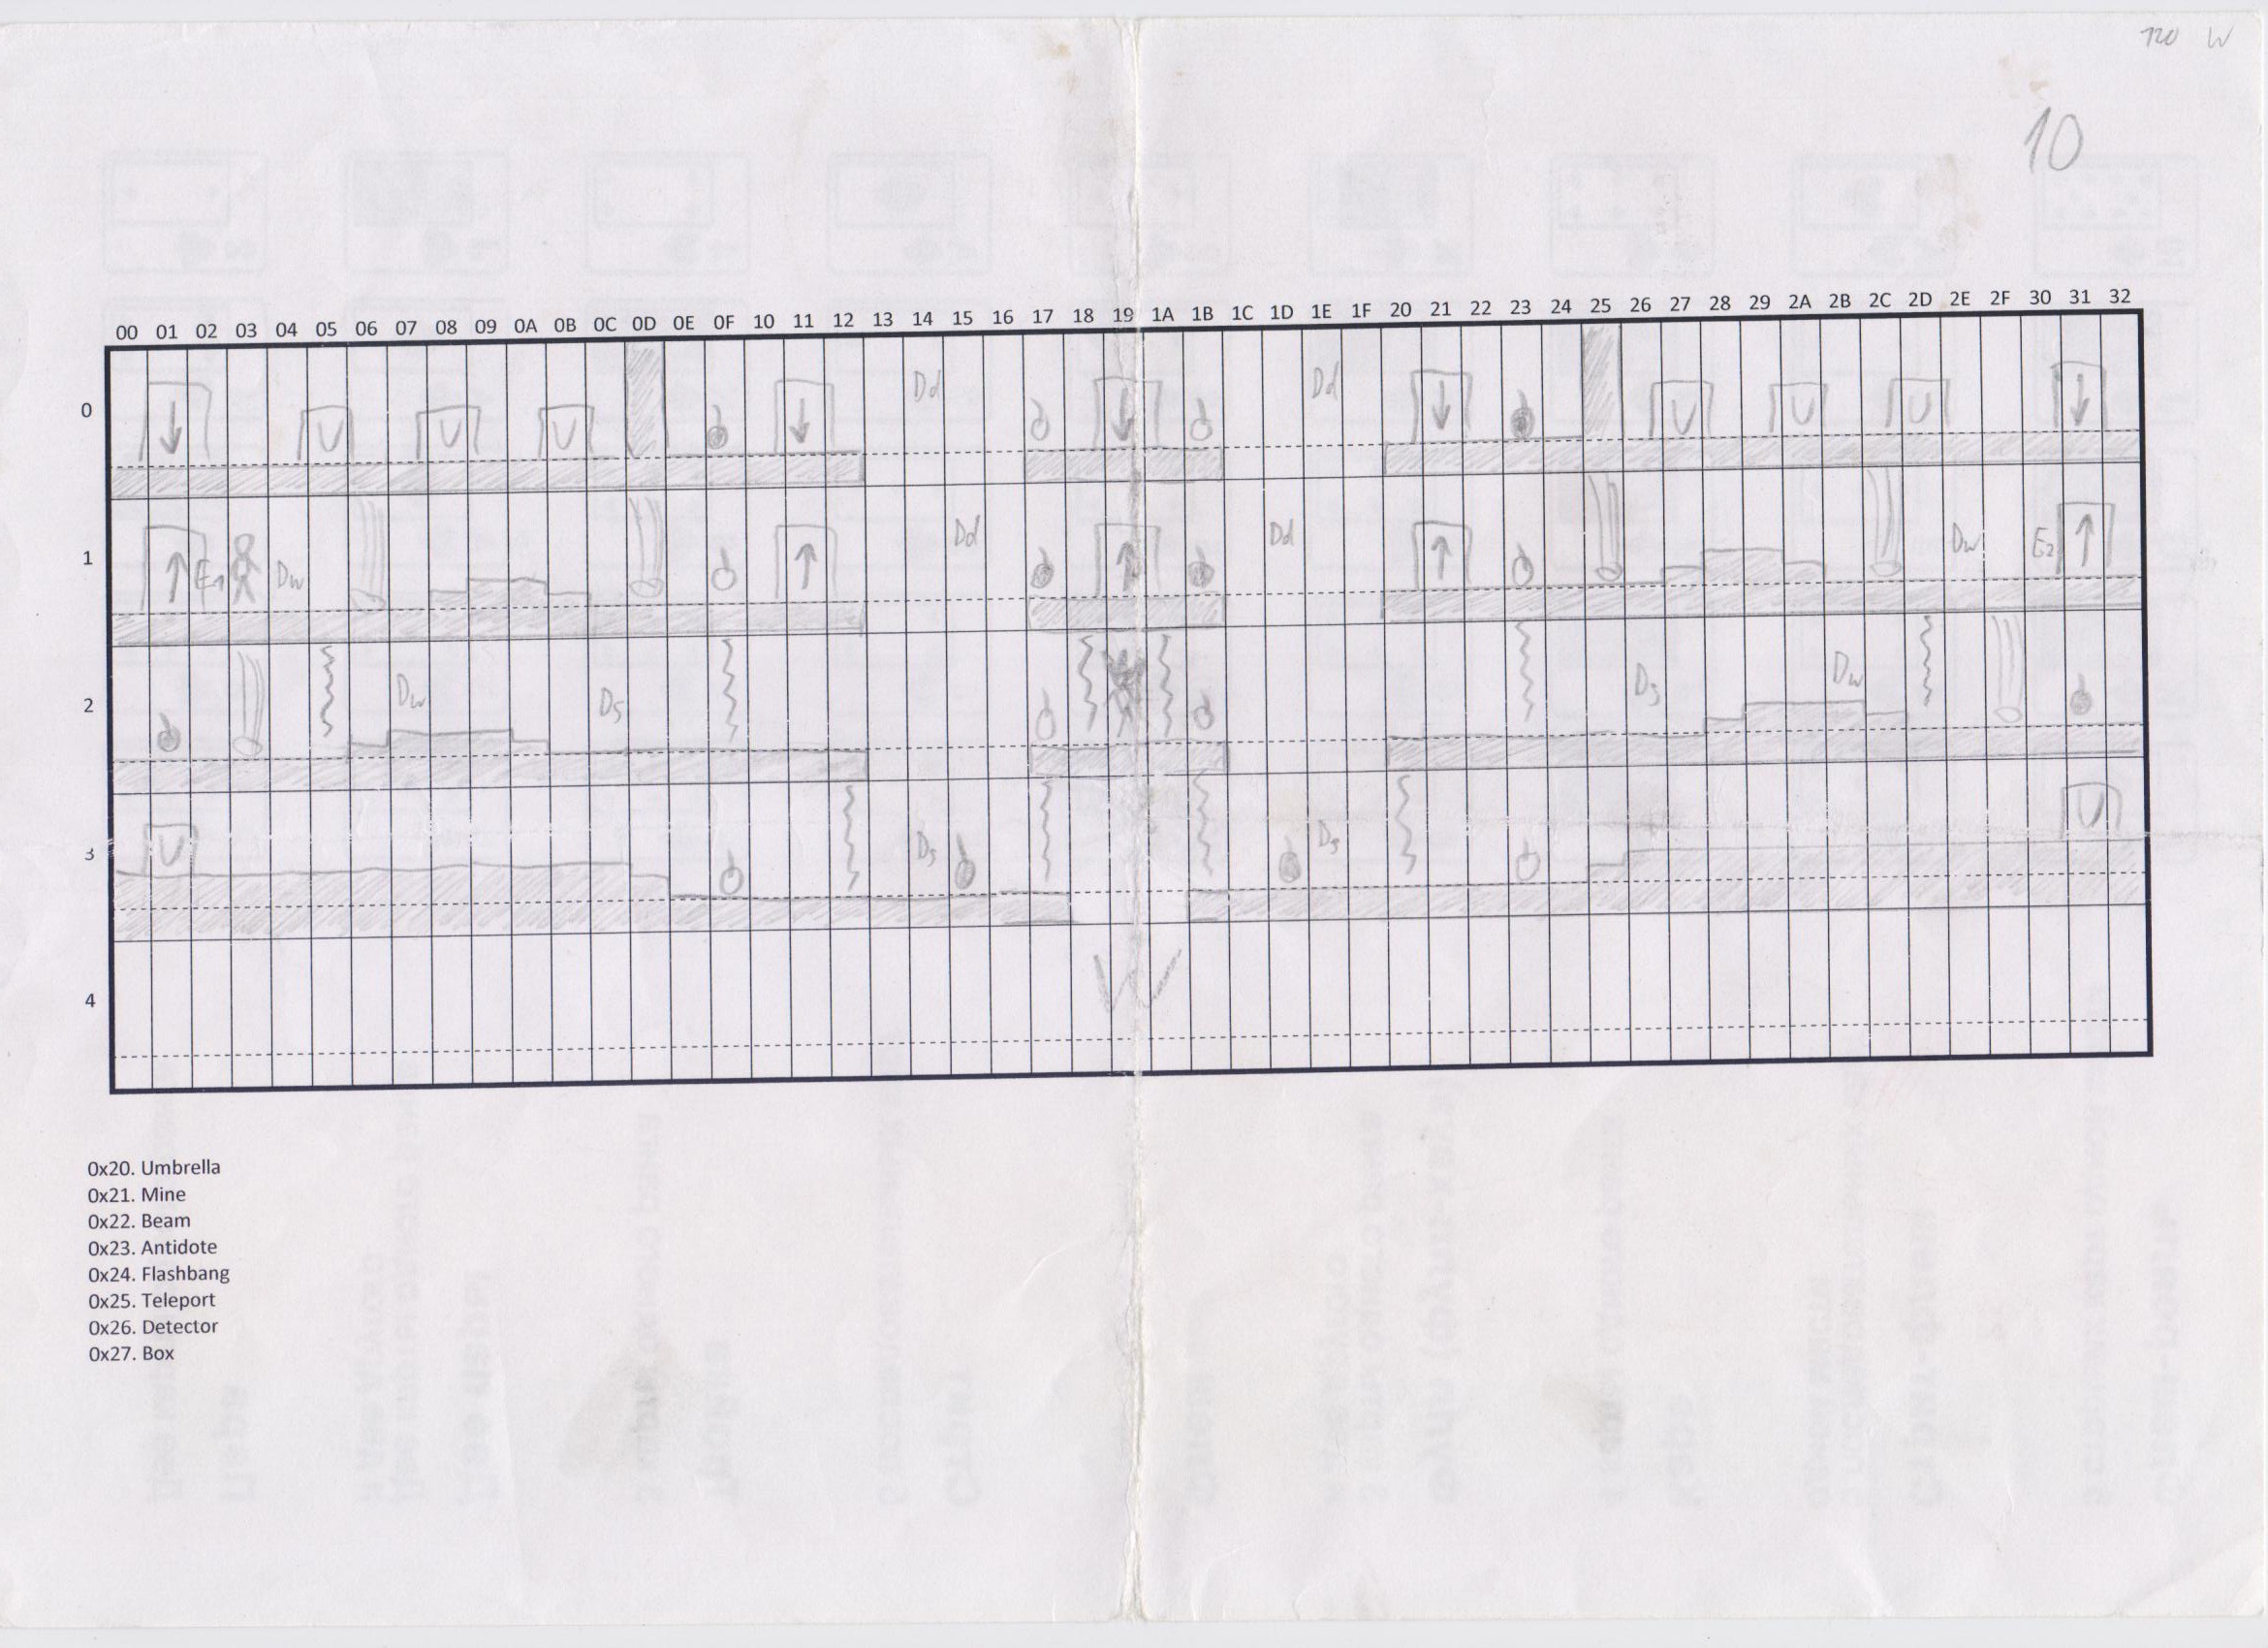 720 W
10
00 01 02 03 04 05 06 07 08 09 0A 0B 0C 0D 0E 0F 10 11 12 13 14 15 16 17 18 19 1A 1B 1C 1D 1E 1F 20 21 22 23 24 25 26 27 28 29 2A 2B 2C 2D 2E 2F 30 31 32
0 U U U Dd Dd U U U
1 E1 Dw Dd Dd Dw E2
2 Dw Ds Ds Dw
3 U Ds Ds U
4 W
0x20. Umbrella
0x21. Mine
0x22. Beam
0x23. Antidote
0x24. Flashbang
0x25. Teleport
0x26. Detector
0x27. Box